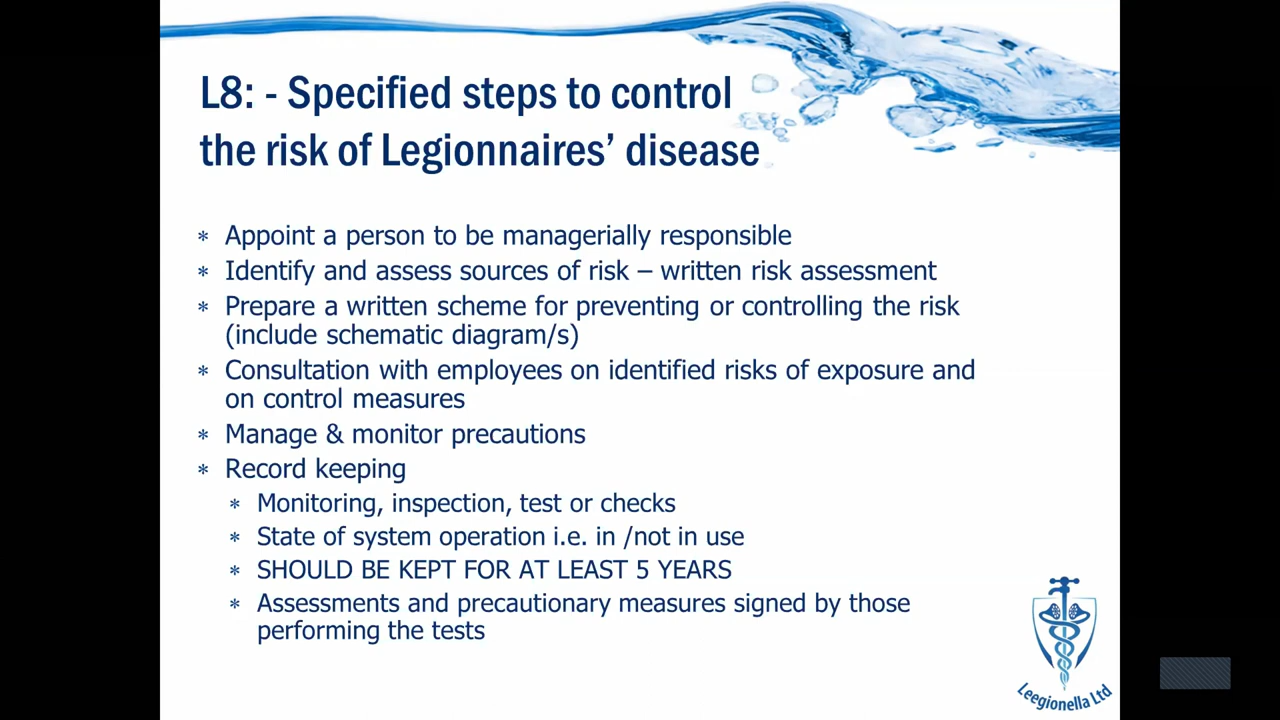 L8: - Specified steps to control
the risk of Legionnaires’ disease
* Appoint a person to be managerially responsible
* Identify and assess sources of risk – written risk assessment
* Prepare a written scheme for preventing or controlling the risk
(include schematic diagram/s)
* Consultation with employees on identified risks of exposure and
on control measures
* Manage & monitor precautions
* Record keeping
* Monitoring, inspection, test or checks
* State of system operation i.e. in /not in use
* SHOULD BE KEPT FOR AT LEAST 5 YEARS
* Assessments and precautionary measures signed by those
performing the tests
Leegionella Ltd